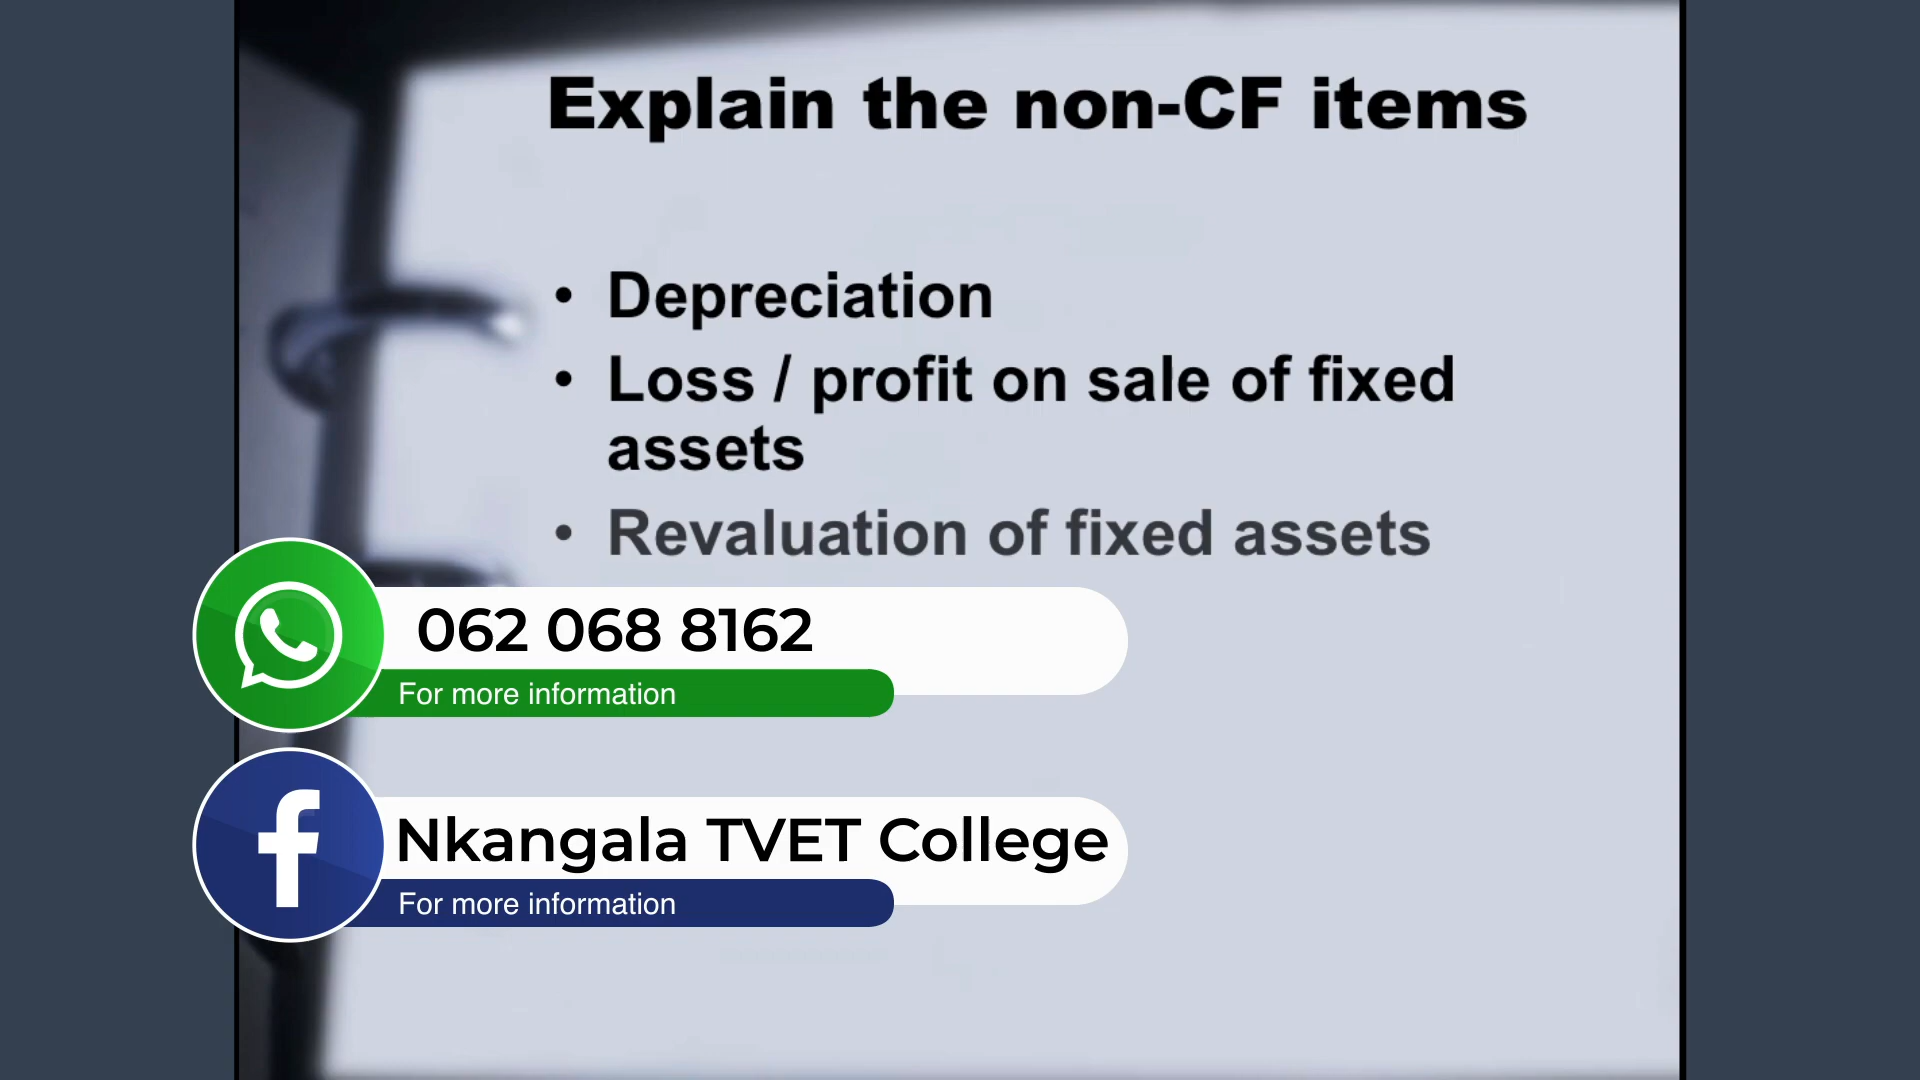 Explain the non-CF items
• Depreciation
• Loss / profit on sale of fixed
assets
• Revaluation of fixed assets
062 068 8162
For more information
Nkangala TVET College
For more information